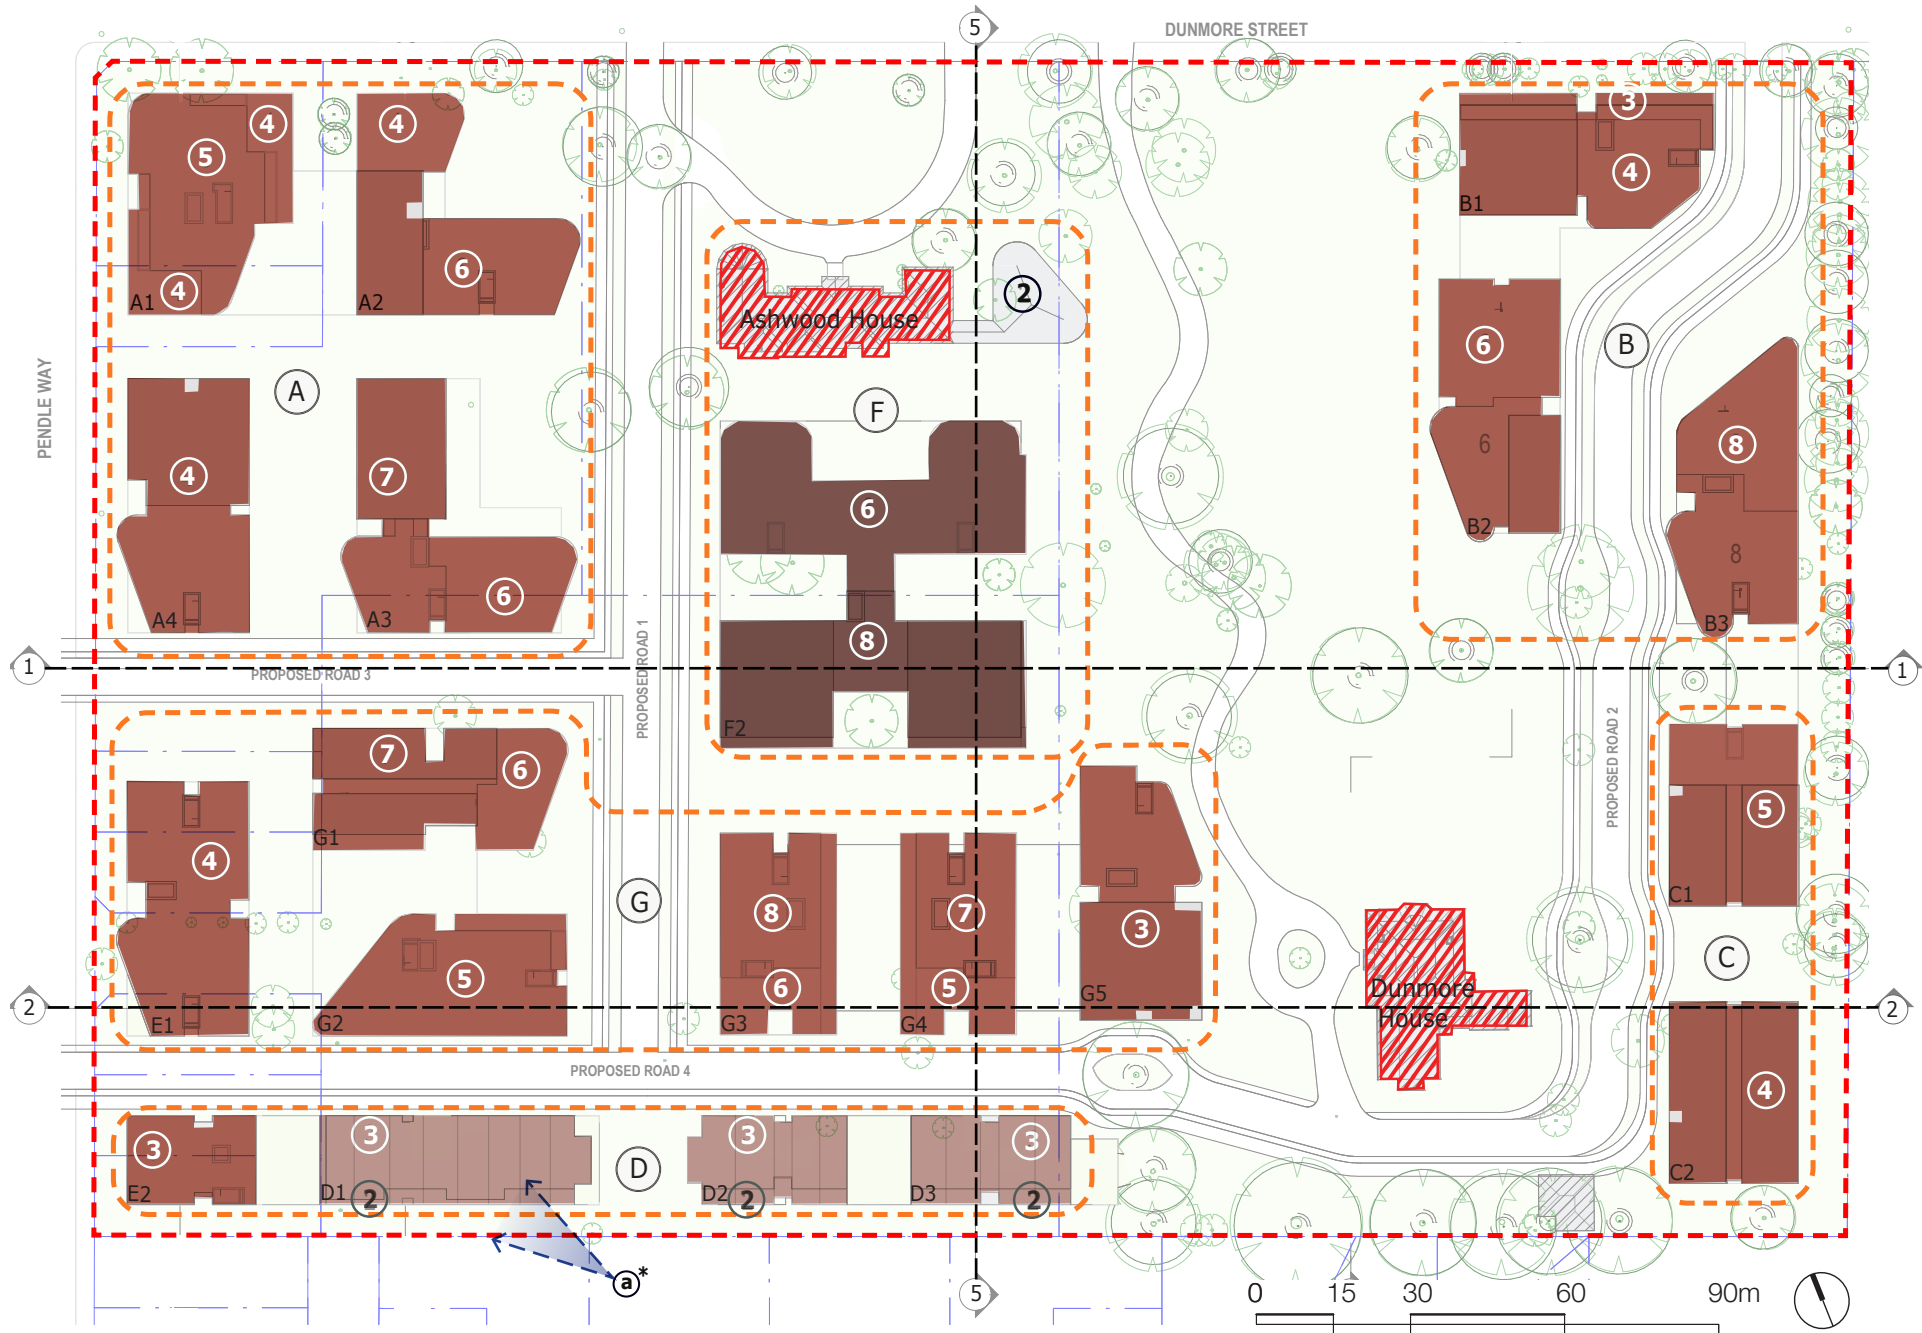 5
DUNMORE STREET
4
4
3
5
4
B1
6
4
A1
A2
2
Ashwood House
6
B
PENDLE WAY
A
F
8
6
4
7
6
B2
8
6
A4
A3
8
B3
1
PROPOSED ROAD 3
PROPOSED ROAD 1
1
F2
7
6
PROPOSED ROAD 2
5
4
G1
C1
G
8
7
3
C
5
6
5
Dunmore
House
G5
2
E1
G2
G3
G4
2
PROPOSED ROAD 4
4
3
3
3
3
D
C2
E2
D1
2
D2
2
D3
2
a*
5
0 15 30 60 90m